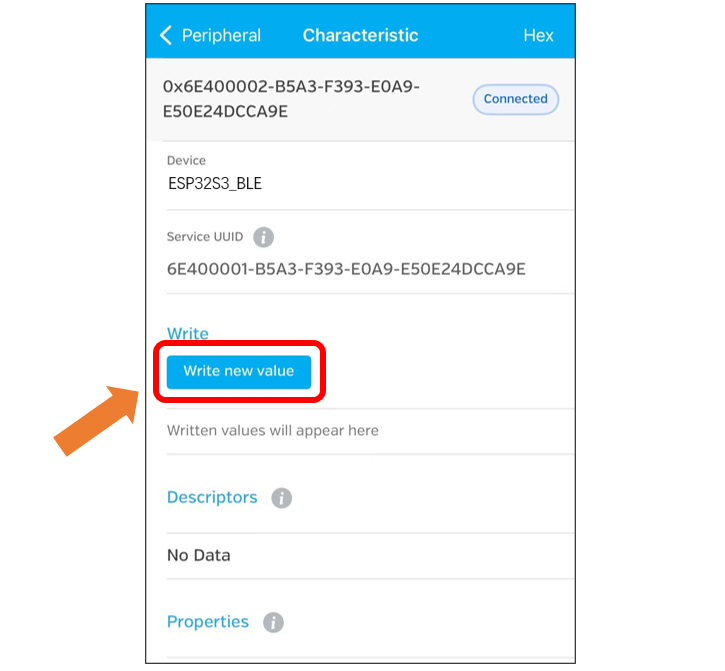 Peripheral Characteristic Hex
0x6E400002-B5A3-F393-E0A9-
E50E24DCCA9E
Connected
Device
ESP32S3_BLE
Service UUID i
6E400001-B5A3-F393-E0A9-E50E24DCCA9E
Write
Write new value
Written values will appear here
Descriptors i
No Data
Properties i